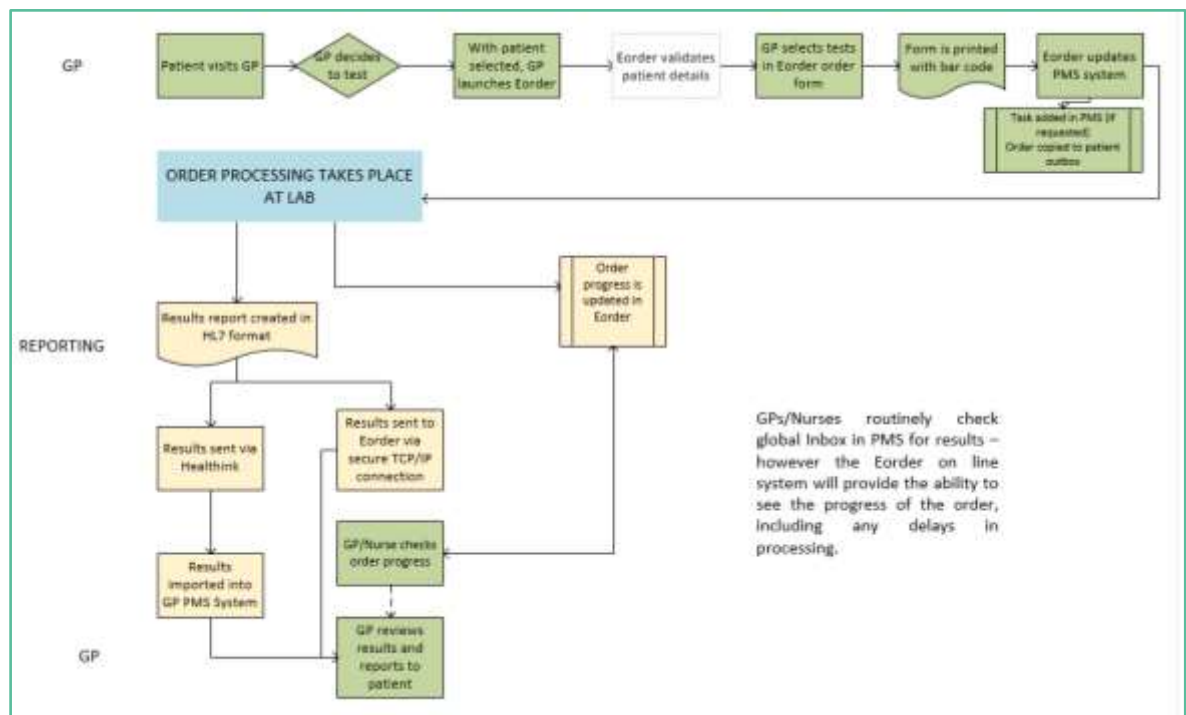 GP
Patient visits GP
GP decides
to test
With patient
selected, GP
launches Eorder
Eorder validates
patient details
GP selects tests
in Eorder order
form
Form is printed
with bar code
Eorder updates
PMS system
Task added in PMS (if
requested)
Order copied to patient
outbox
ORDER PROCESSING TAKES PLACE
AT LAB
Order
progress is
updated in
Eorder
Results report created in
HL7 format
REPORTING
Results sent via
Healthlink
Results sent to
Eorder via
secure TCP/IP
connection
GPs/Nurses routinely check
global Inbox in PMS for results –
however the Eorder on line
system will provide the ability to
see the progress of the order,
including any delays in
processing.
GP/Nurse checks
order progress
Results
imported into
GP PMS System
GP reviews
results and
reports to
patient
GP